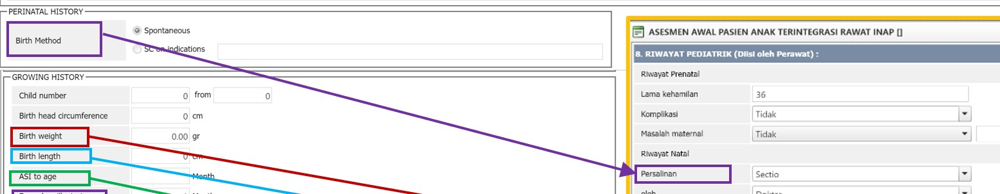 PERINATAL HISTORY
Birth Method
Spontaneous
SC on indications
GROWING HISTORY
Child number 0 from 0
Birth head circumference 0 cm
Birth weight 0.00 gr
Birth length 0 cm
ASI to age Month
ASESMEN AWAL PASIEN ANAK TERINTEGRASI RAWAT INAP []
8. RIWAYAT PEDIATRIK (Diisi oleh Perawat) :
Riwayat Prenatal
Lama kehamilan 36
Komplikasi Tidak
Masalah maternal Tidak
Riwayat Natal
Persalinan Sectio
oleh Dokter